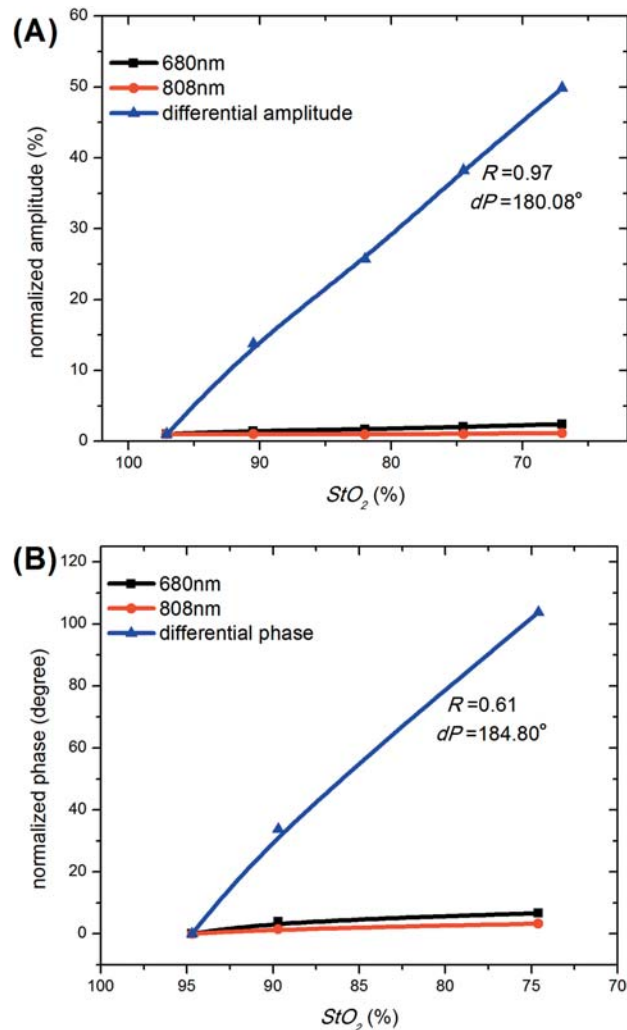 (A)
60
50
40
30
20
10
0
normalized amplitude (%)
680nm
808nm
differential amplitude
R=0.97
dP=180.08°
100 90 80 70
StO₂ (%)
(B)
120
100
80
60
40
20
0
normalized phase (degree)
680nm
808nm
differential phase
R=0.61
dP=184.80°
100 95 90 85 80 75 70
StO₂ (%)